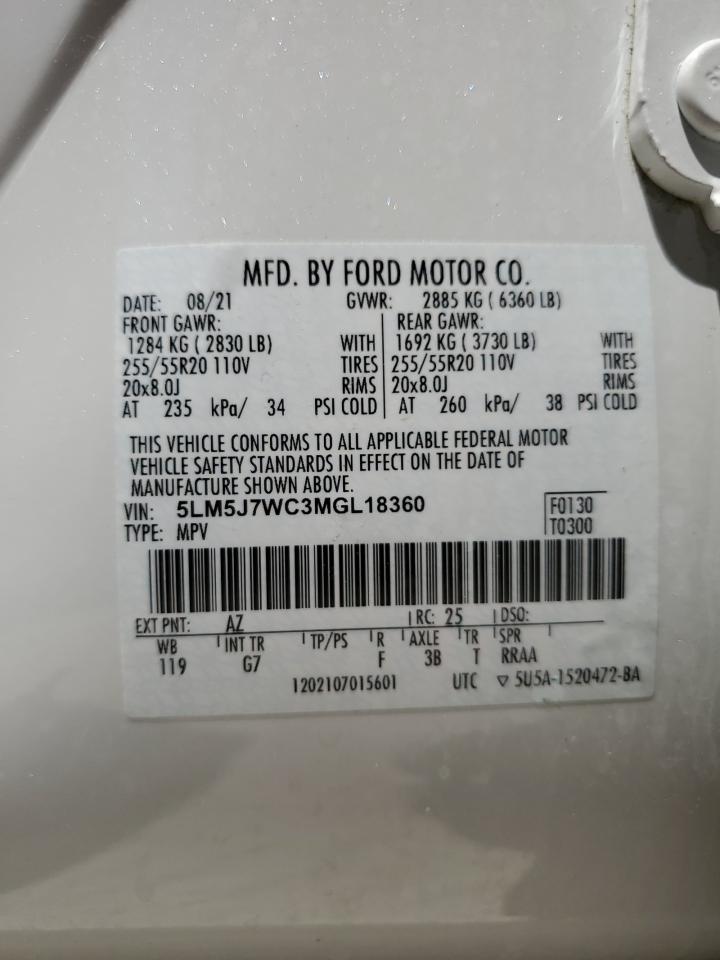 MFD. BY FORD MOTOR CO.
DATE: 08/21 GVWR: 2885 KG ( 6360 LB)
FRONT GAWR: REAR GAWR:
1284 KG ( 2830 LB) WITH 1692 KG ( 3730 LB) WITH
255/55R20 110V TIRES 255/55R20 110V TIRES
20x8.0J RIMS 20x8.0J RIMS
AT 235 kPa/ 34 PSI COLD AT 260 kPa/ 38 PSI COLD
THIS VEHICLE CONFORMS TO ALL APPLICABLE FEDERAL MOTOR
VEHICLE SAFETY STANDARDS IN EFFECT ON THE DATE OF
MANUFACTURE SHOWN ABOVE.
VIN: 5LM5J7WC3MGL18360 F0130
TYPE: MPV T0300
EXT PNT: AZ RC: 25 DSO:
WB INT TR TP/PS R AXLE TR SPR
119 G7 F 3B T RRAA
1202107015601 UTC ▽ 5U5A-1520472-BA